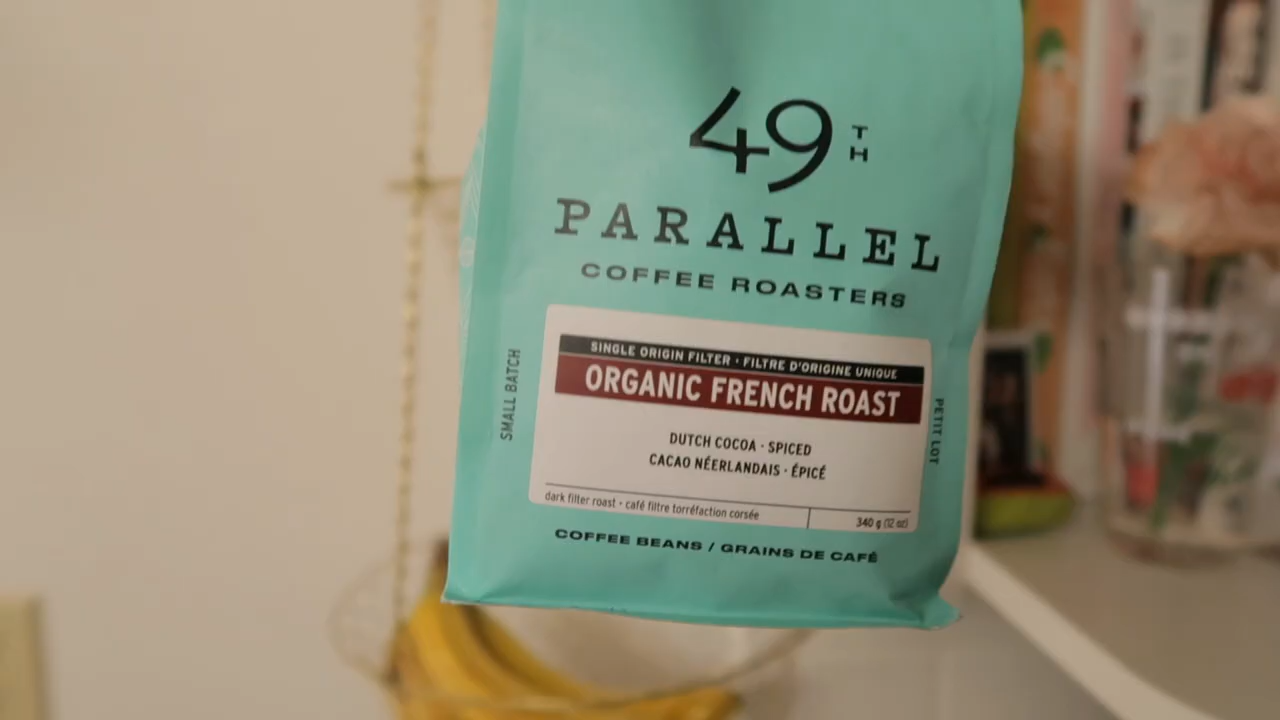 49TH
PARALLEL
COFFEE ROASTERS
SINGLE ORIGIN FILTER · FILTRE D'ORIGINE UNIQUE
ORGANIC FRENCH ROAST
SMALL BATCH
PETIT LOT
DUTCH COCOA · SPICED
CACAO NÉERLANDAIS · ÉPICÉ
dark filter roast · café filtre torréfaction corsée
340 g (12 oz)
COFFEE BEANS / GRAINS DE CAFÉ